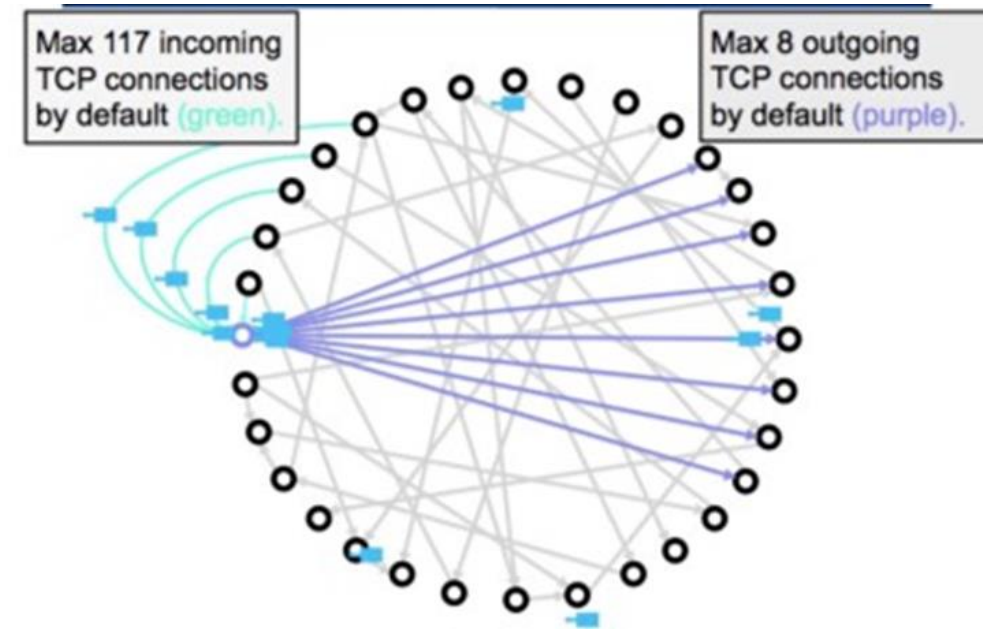 Max 117 incoming
TCP connections
by default (green).
Max 8 outgoing
TCP connections
by default (purple).